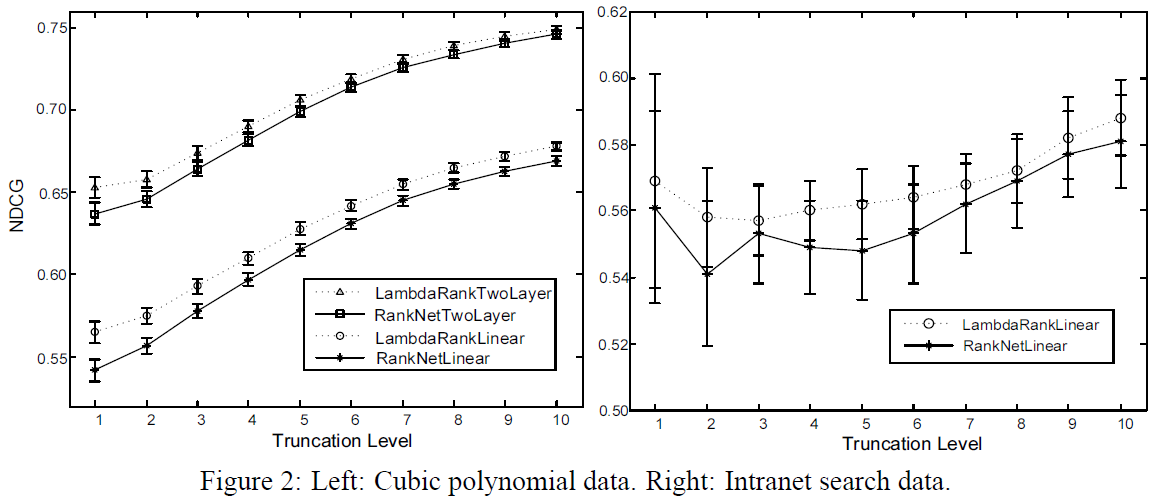 NDCG
0.75
0.70
0.65
0.60
0.55
LambdaRankTwoLayer
RankNetTwoLayer
LambdaRankLinear
RankNetLinear
1 2 3 4 5 6 7 8 9 10
Truncation Level
0.62
0.60
0.58
0.56
0.54
0.52
0.50
LambdaRankLinear
RankNetLinear
1 2 3 4 5 6 7 8 9 10
Truncation Level
Figure 2: Left: Cubic polynomial data. Right: Intranet search data.